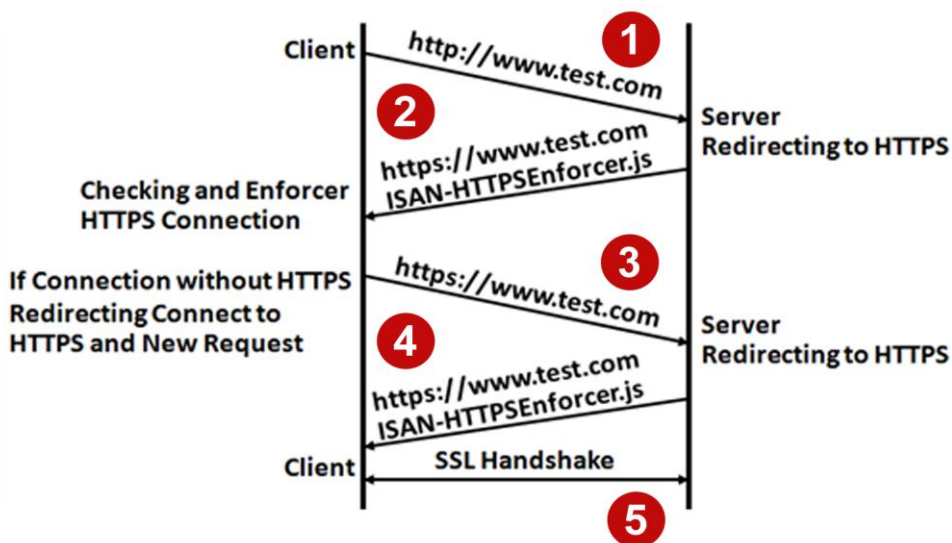 1
Client
http://www.test.com
2
Server
Redirecting to HTTPS
https://www.test.com
ISAN-HTTPSEnforcer.js
Checking and Enforcer
HTTPS Connection
3
If Connection without HTTPS
Redirecting Connect to
HTTPS and New Request
https://www.test.com
4
Server
Redirecting to HTTPS
https://www.test.com
ISAN-HTTPSEnforcer.js
Client
SSL Handshake
5